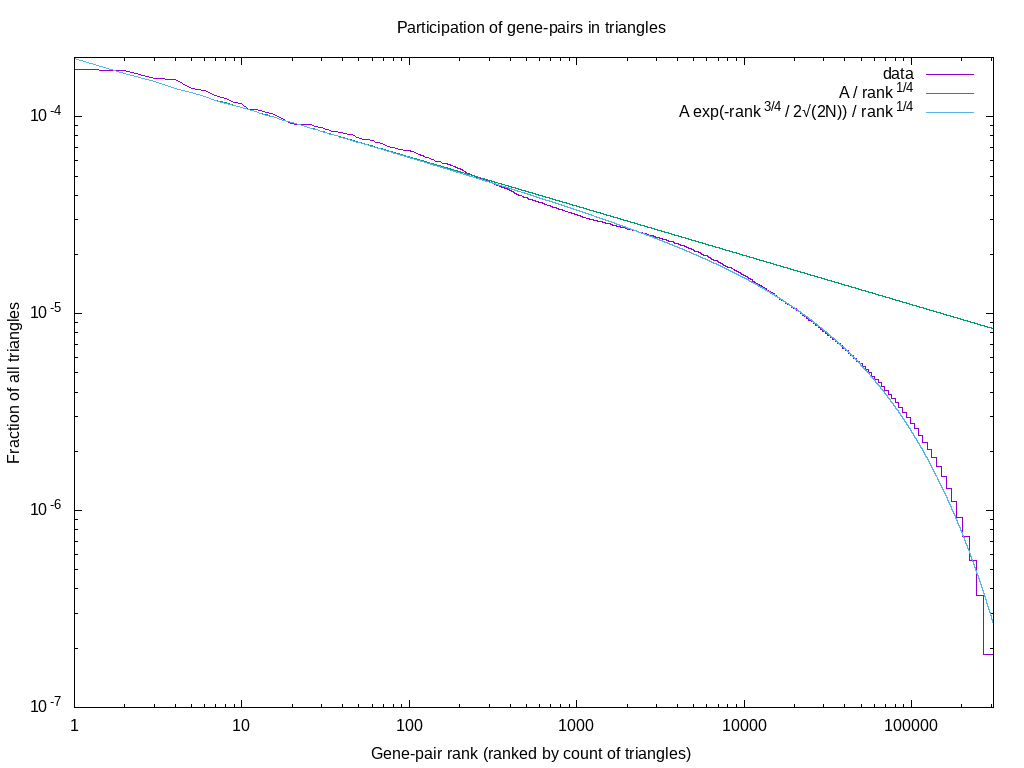 Participation of gene-pairs in triangles
data
A / rank^1/4
A exp(-rank^3/4 / 2√(2N)) / rank^1/4
10^-4
10^-5
10^-6
10^-7
Fraction of all triangles
1 10 100 1000 10000 100000
Gene-pair rank (ranked by count of triangles)